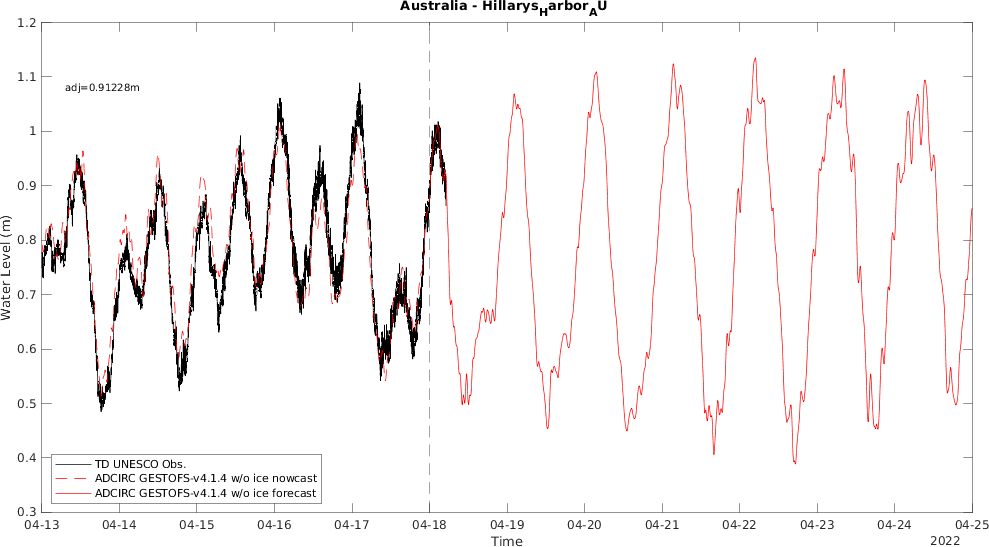 Australia - HillarysHarborAU
1.2
1.1
1
0.9
0.8
0.7
0.6
0.5
0.4
0.3
Water Level (m)
adj=0.91228m
TD UNESCO Obs.
ADCIRC GESTOFS-v4.1.4 w/o ice nowcast
ADCIRC GESTOFS-v4.1.4 w/o ice forecast
04-13 04-14 04-15 04-16 04-17 04-18 04-19 04-20 04-21 04-22 04-23 04-24 04-25
Time
2022